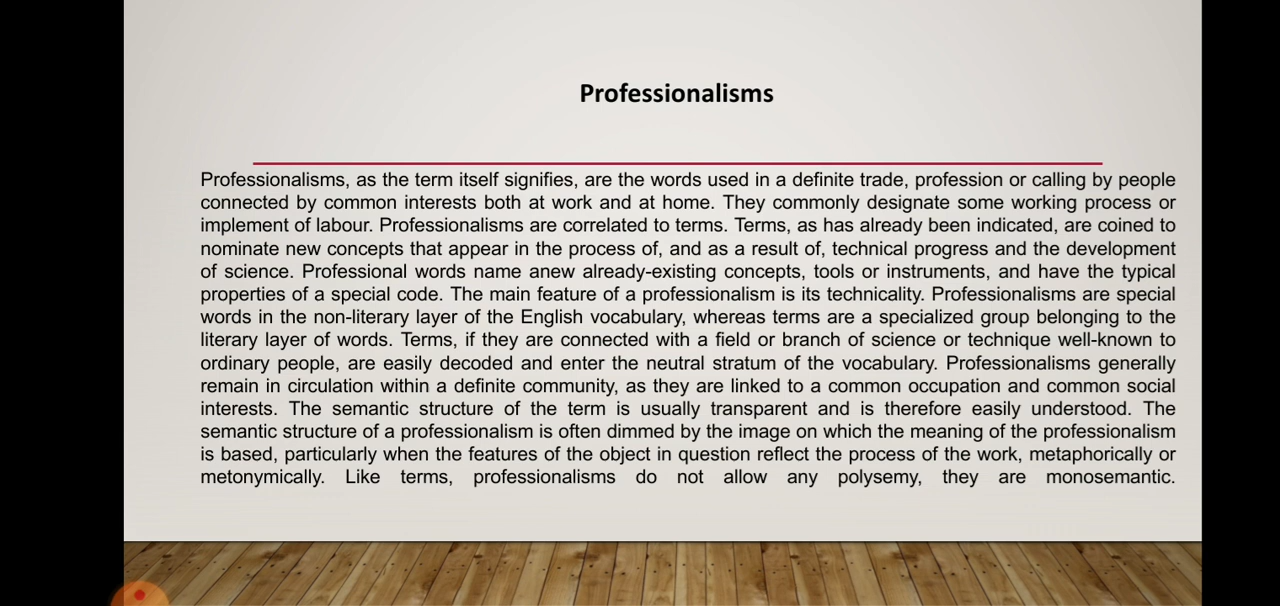 Professionalisms
Professionalisms, as the term itself signifies, are the words used in a definite trade, profession or calling by people
connected by common interests both at work and at home. They commonly designate some working process or
implement of labour. Professionalisms are correlated to terms. Terms, as has already been indicated, are coined to
nominate new concepts that appear in the process of, and as a result of, technical progress and the development
of science. Professional words name anew already-existing concepts, tools or instruments, and have the typical
properties of a special code. The main feature of a professionalism is its technicality. Professionalisms are special
words in the non-literary layer of the English vocabulary, whereas terms are a specialized group belonging to the
literary layer of words. Terms, if they are connected with a field or branch of science or technique well-known to
ordinary people, are easily decoded and enter the neutral stratum of the vocabulary. Professionalisms generally
remain in circulation within a definite community, as they are linked to a common occupation and common social
interests. The semantic structure of the term is usually transparent and is therefore easily understood. The
semantic structure of a professionalism is often dimmed by the image on which the meaning of the professionalism
is based, particularly when the features of the object in question reflect the process of the work, metaphorically or
metonymically. Like terms, professionalisms do not allow any polysemy, they are monosemantic.